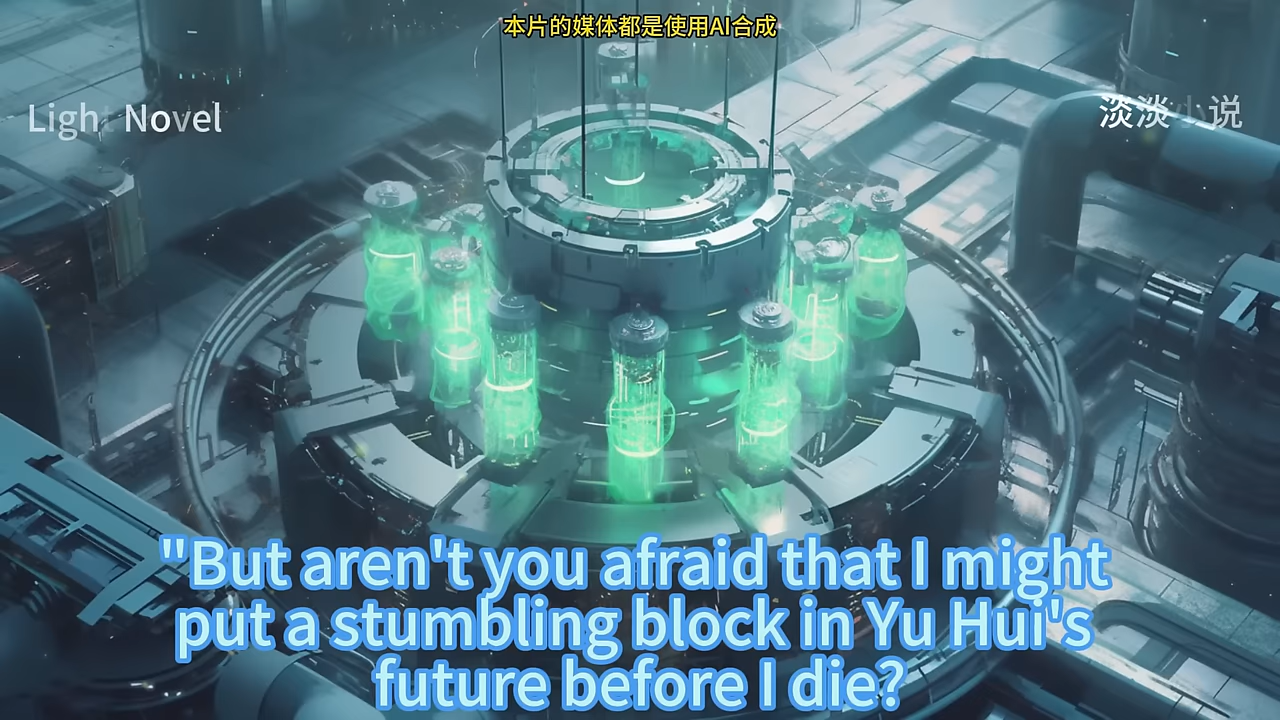 本片的媒体都是使用AI合成
Light Novel
淡淡小说
"But aren't you afraid that I might
put a stumbling block in Yu Hui's
future before I die?